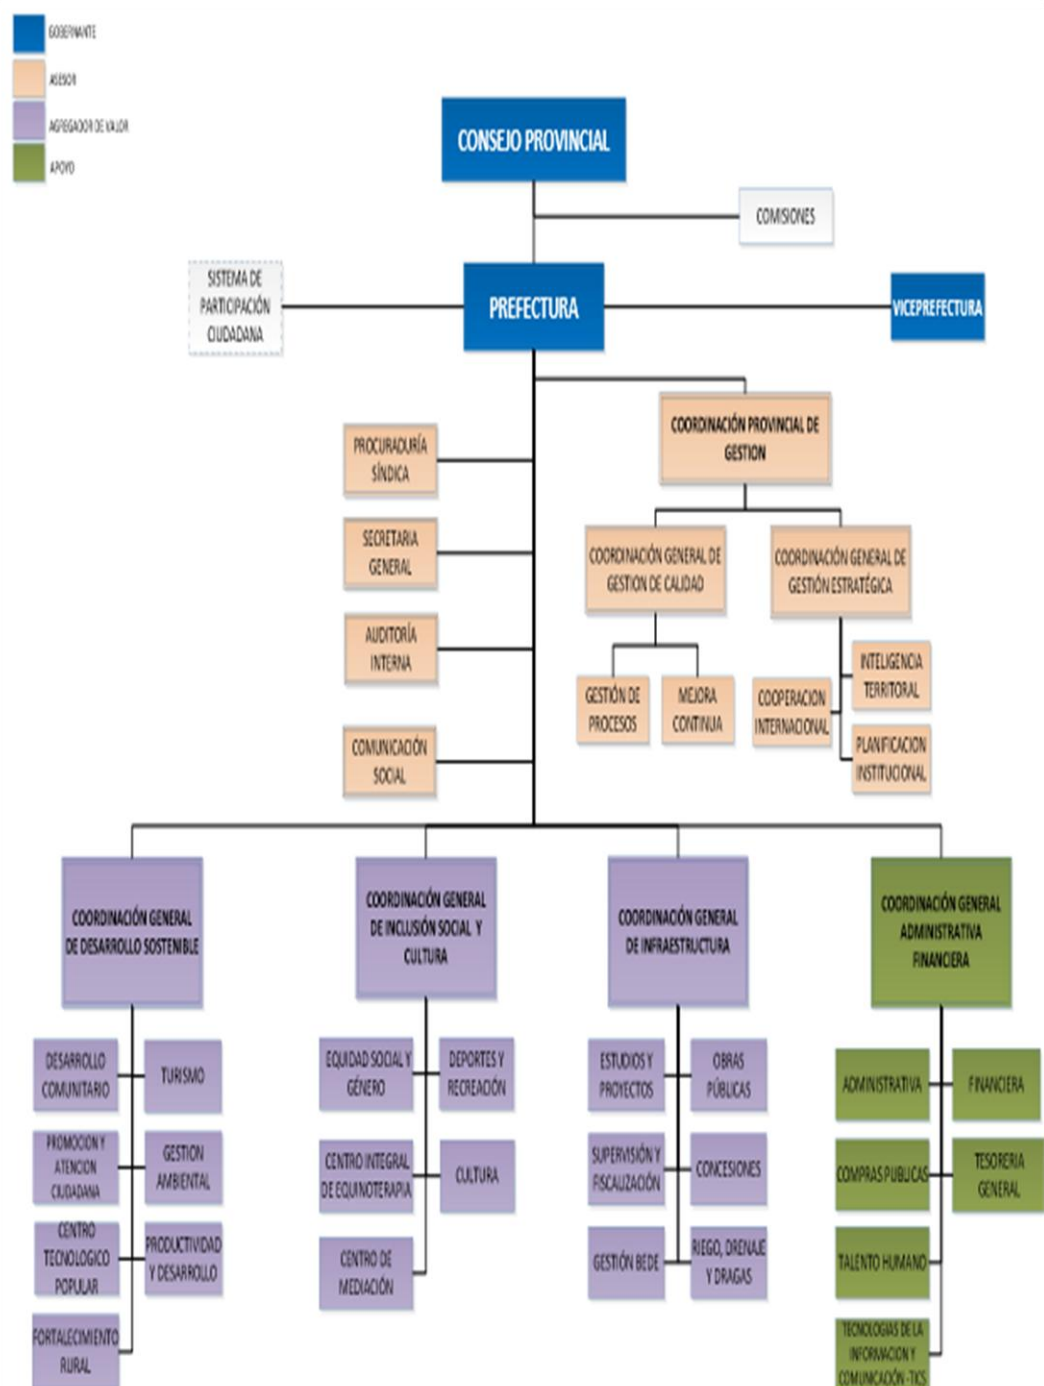 GOBERNANTE
ASESOR
AGREGADOR DE VALOR
APOYO
CONSEJO PROVINCIAL
COMISIONES
SISTEMA DE
PARTICIPACIÓN
CIUDADANA
PREFECTURA
VICEPREFECTURA
COORDINACIÓN PROVINCIAL DE
GESTION
PROCURADURÍA
SÍNDICA
SECRETARIA
GENERAL
AUDITORÍA
INTERNA
COMUNICACIÓN
SOCIAL
COORDINACIÓN GENERAL DE
GESTION DE CALIDAD
COORDINACIÓN GENERAL DE
GESTIÓN ESTRATÉGICA
GESTIÓN DE
PROCESOS
MEJORA
CONTINUA
COOPERACION
INTERNACIONAL
INTELIGENCIA
TERRITORAL
PLANIFICACION
INSTITUCIONAL
COORDINACIÓN GENERAL
DE DESARROLLO SOSTENIBLE
DESARROLLO
COMUNITARIO
TURISMO
PROMOCION Y
ATENCION
CIUDADANA
GESTION
AMBIENTAL
CENTRO
TECNOLOGICO
POPULAR
PRODUCTIVIDAD
Y DESARROLLO
FORTALECIMIENTO
RURAL
COORDINACIÓN GENERAL
DE INCLUSIÓN SOCIAL Y
CULTURA
EQUIDAD SOCIAL Y
GÉNERO
DEPORTES Y
RECREACIÓN
CENTRO INTEGRAL
DE EQUINOTERAPIA
CULTURA
CENTRO DE
MEDIACIÓN
COORDINACIÓN GENERAL
DE INFRAESTRUCTURA
ESTUDIOS Y
PROYECTOS
OBRAS
PÚBLICAS
SUPERVISIÓN Y
FISCALIZACIÓN
CONCESIONES
GESTIÓN BEDE
RIEGO, DRENAJE
Y DRAGAS
COORDINACIÓN GENERAL
ADMINISTRATIVA
FINANCIERA
ADMINISTRATIVA
FINANCIERA
COMPRAS PUBLICAS
TESORERIA
GENERAL
TALENTO HUMANO
TECNOLOGIAS DE LA
INFORMACION Y
COMUNICACIÓN -TICS